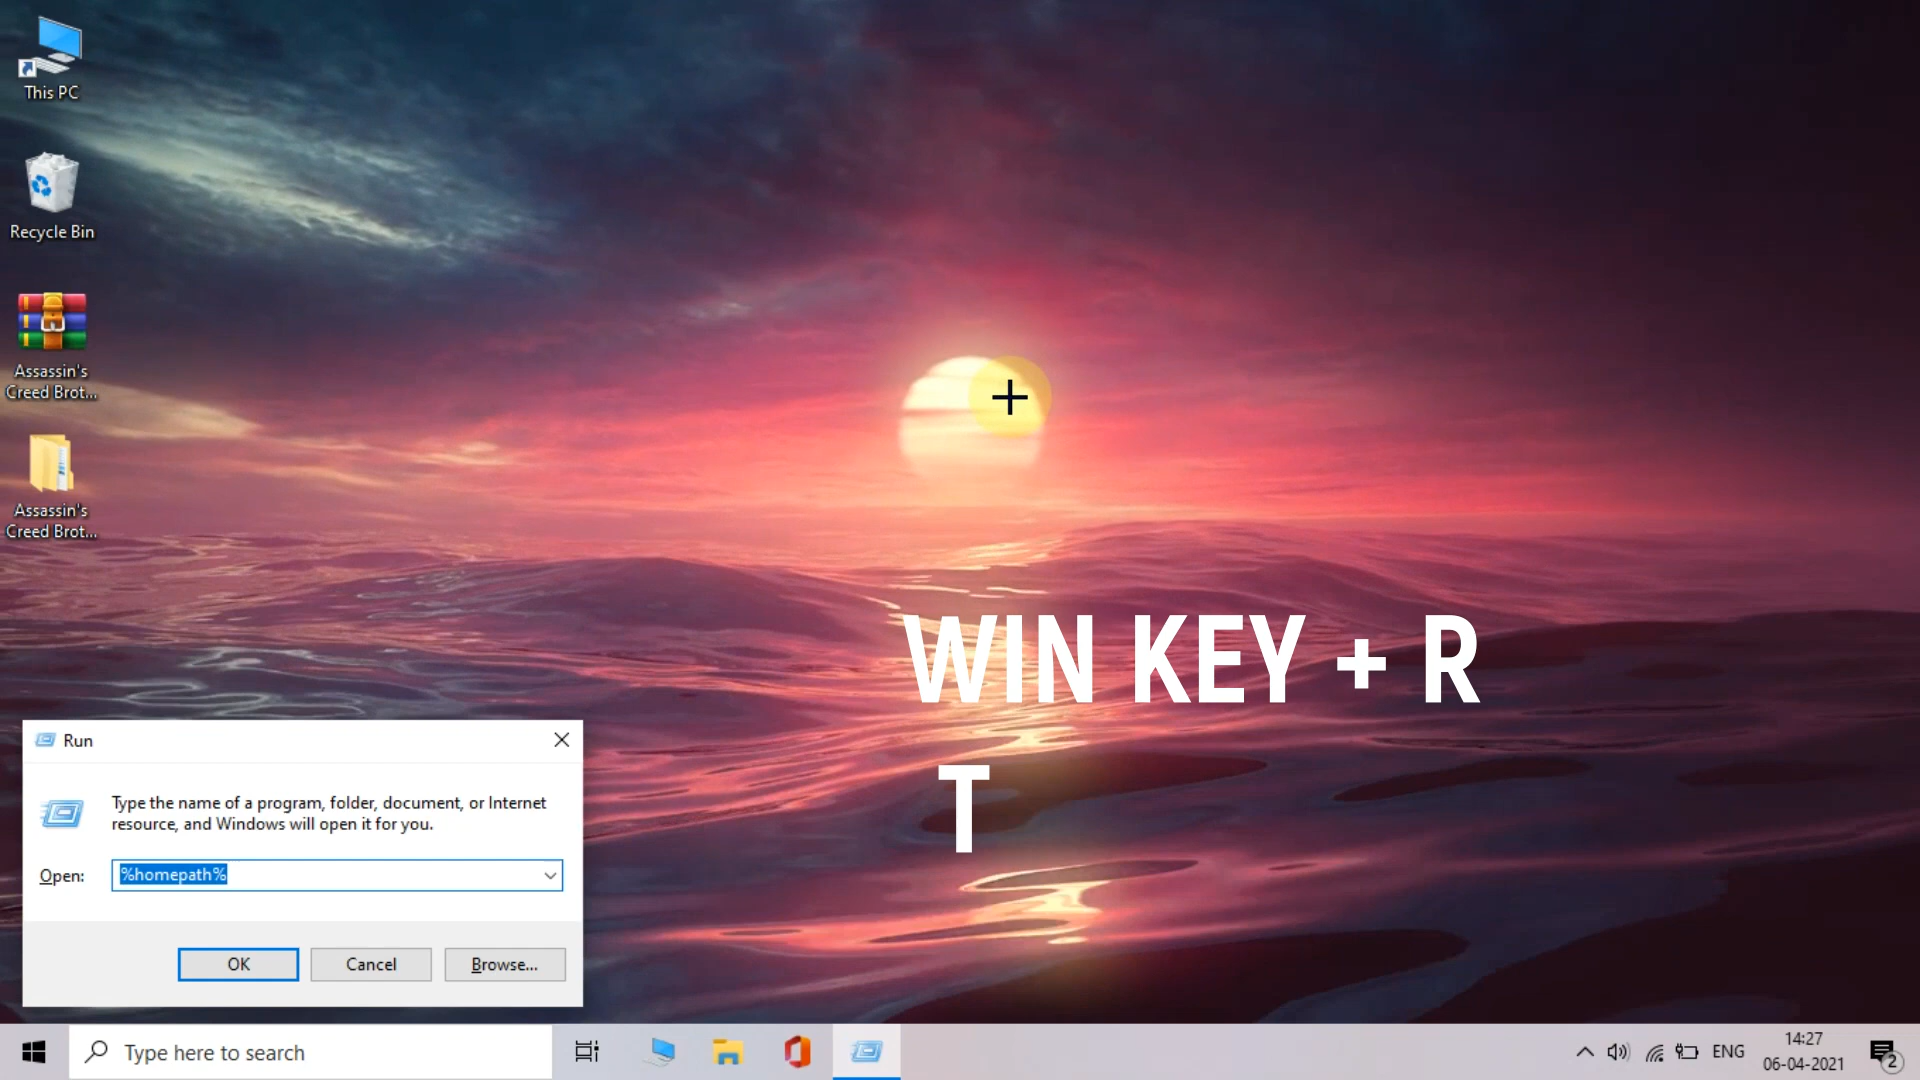 This PC
Recycle Bin
Assassin's
Creed Brot...
Assassin's
Creed Brot...
WIN KEY + R
T
Run
Type the name of a program, folder, document, or Internet
resource, and Windows will open it for you.
Open:
%homepath%
OK
Cancel
Browse...
Type here to search
ENG
14:27
06-04-2021
2